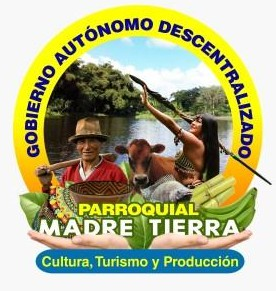 GOBIERNO AUTÓNOMO DESCENTRALIZADO
PARROQUIAL
MADRE TIERRA
Cultura, Turismo y Producción